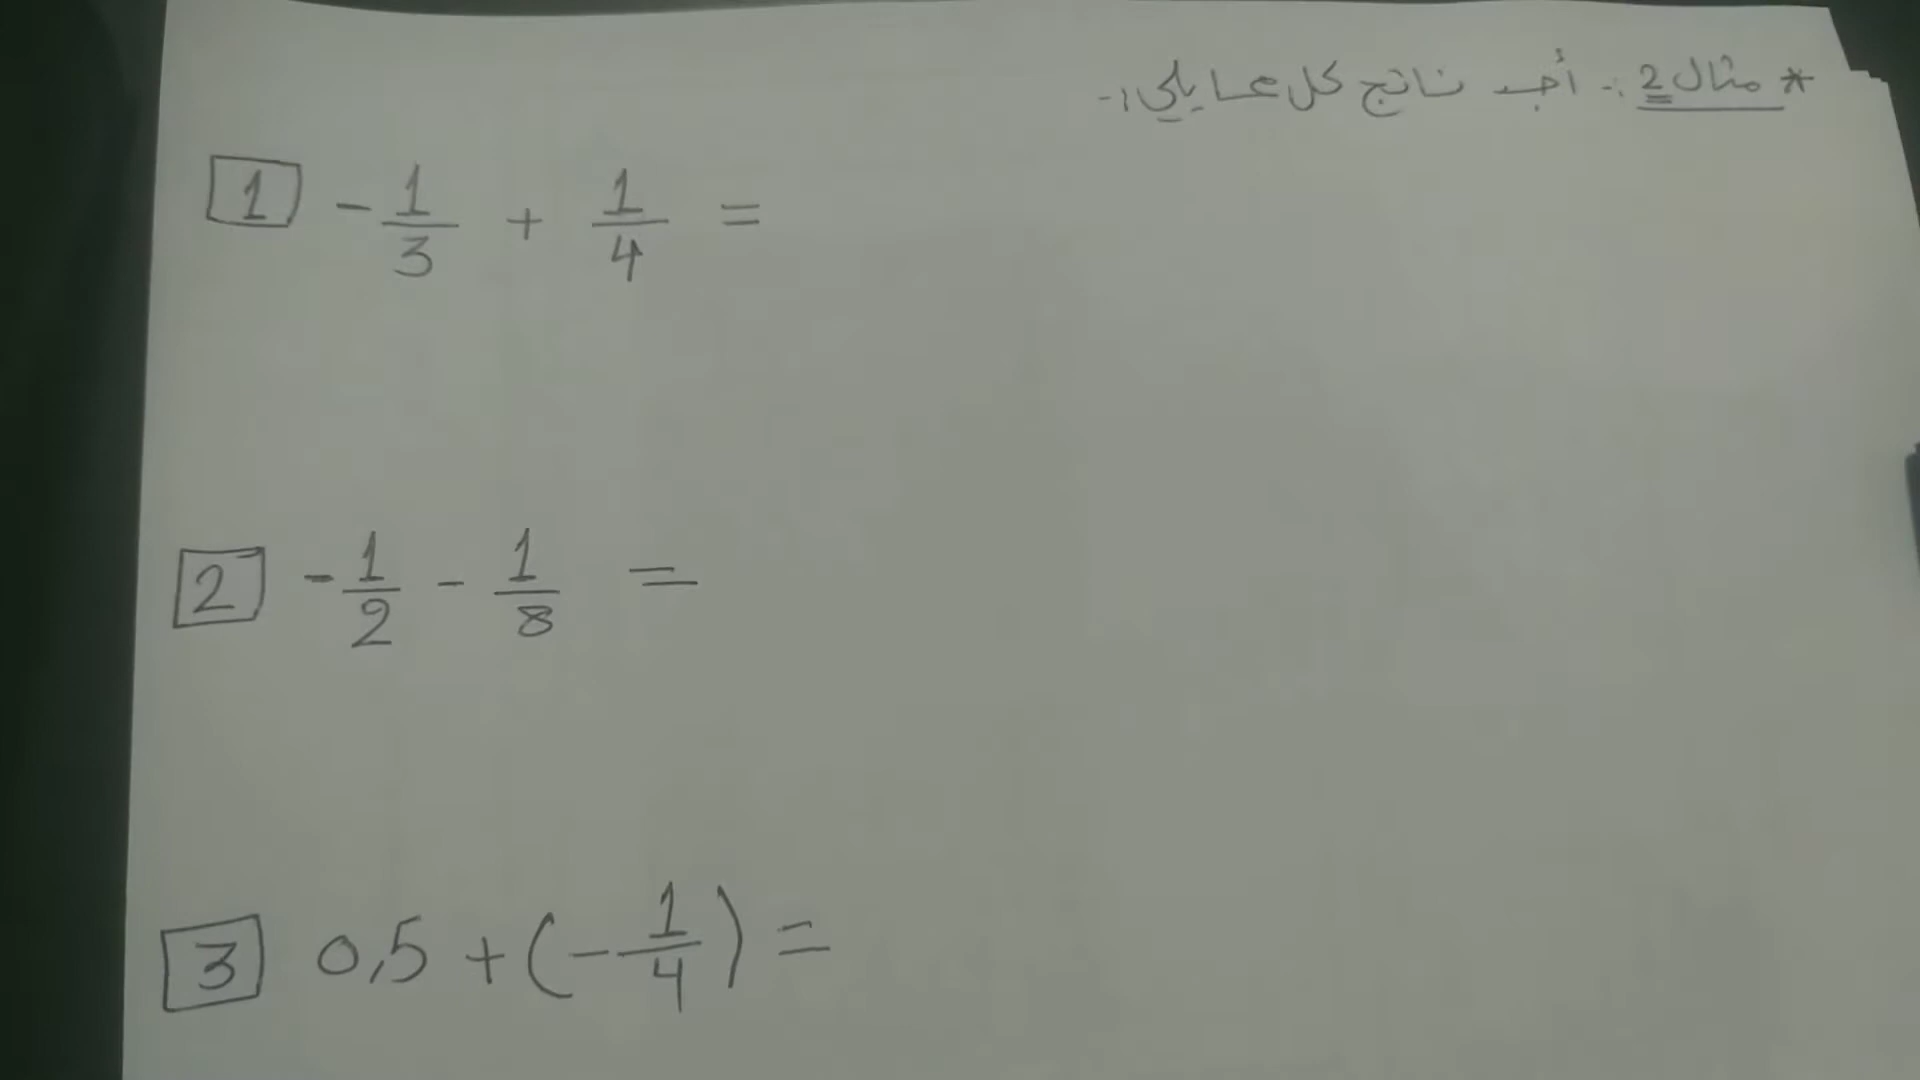 * مثال 2 :- أجد ناتج كل مما يلي :-
1 - 1/3 + 1/4 =
2 - 1/2 - 1/8 =
3 0,5 + (- 1/4) =